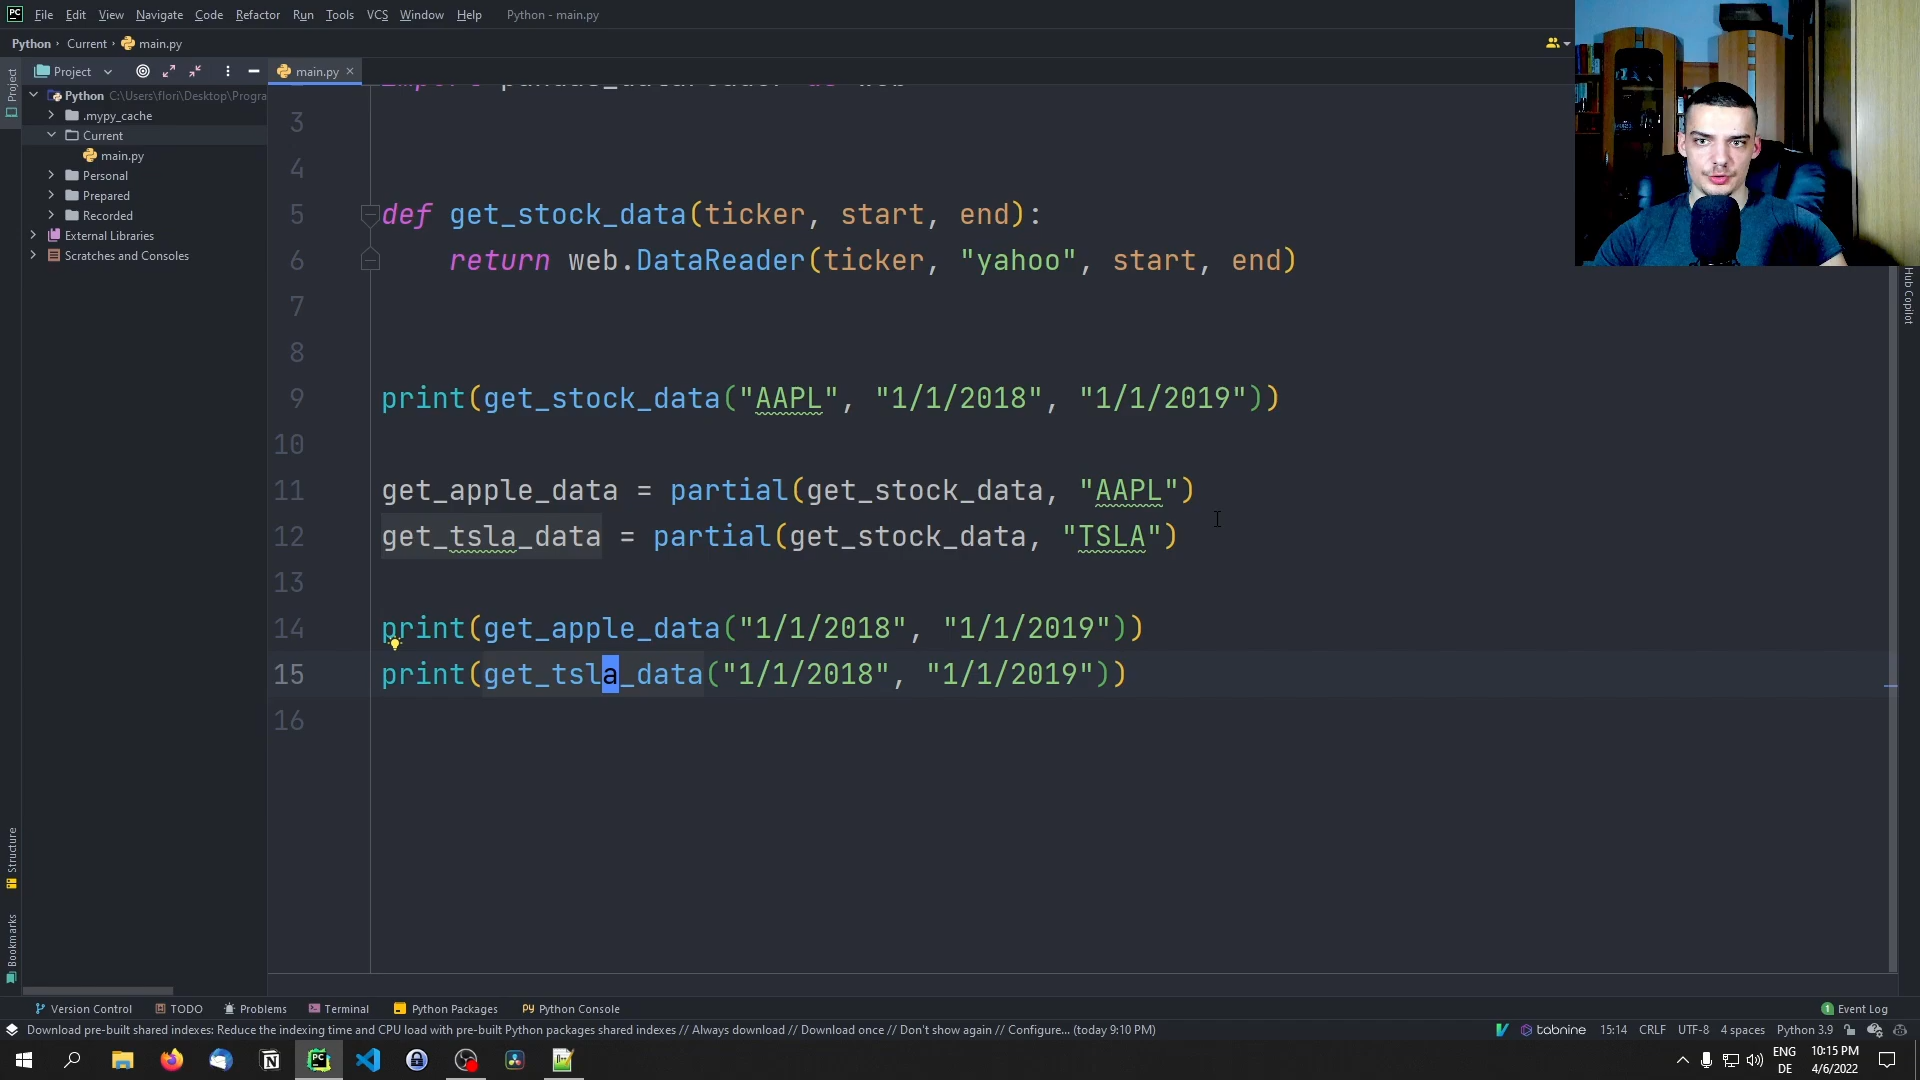 PC File Edit View Navigate Code Refactor Run Tools VCS Window Help Python - main.py
Python › Current › main.py
Project
Project
main.py
Python C:\Users\flori\Desktop\Progra
.mypy_cache
Current
main.py
Personal
Prepared
Recorded
External Libraries
Scratches and Consoles
Structure
Bookmarks
3
4
5 def get_stock_data(ticker, start, end):
6 return web.DataReader(ticker, "yahoo", start, end)
7
8
9 print(get_stock_data("AAPL", "1/1/2018", "1/1/2019"))
10
11 get_apple_data = partial(get_stock_data, "AAPL")
12 get_tsla_data = partial(get_stock_data, "TSLA")
13
14 print(get_apple_data("1/1/2018", "1/1/2019"))
15 print(get_tsla_data("1/1/2018", "1/1/2019"))
16
Hub Copilot
Version Control TODO Problems Terminal Python Packages Python Console 1 Event Log
Download pre-built shared indexes: Reduce the indexing time and CPU load with pre-built Python packages shared indexes // Always download // Download once // Don't show again // Configure... (today 9:10 PM) tabnine 15:14 CRLF UTF-8 4 spaces Python 3.9
ENG 10:15 PM
DE 4/6/2022